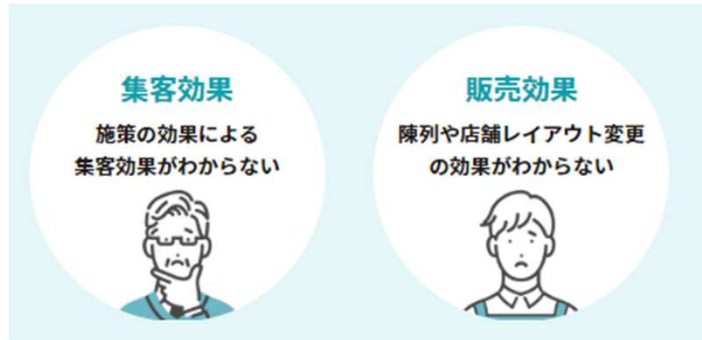 集客効果
施策の効果による
集客効果がわからない
販売効果
陳列や店舗レイアウト変更
の効果がわからない